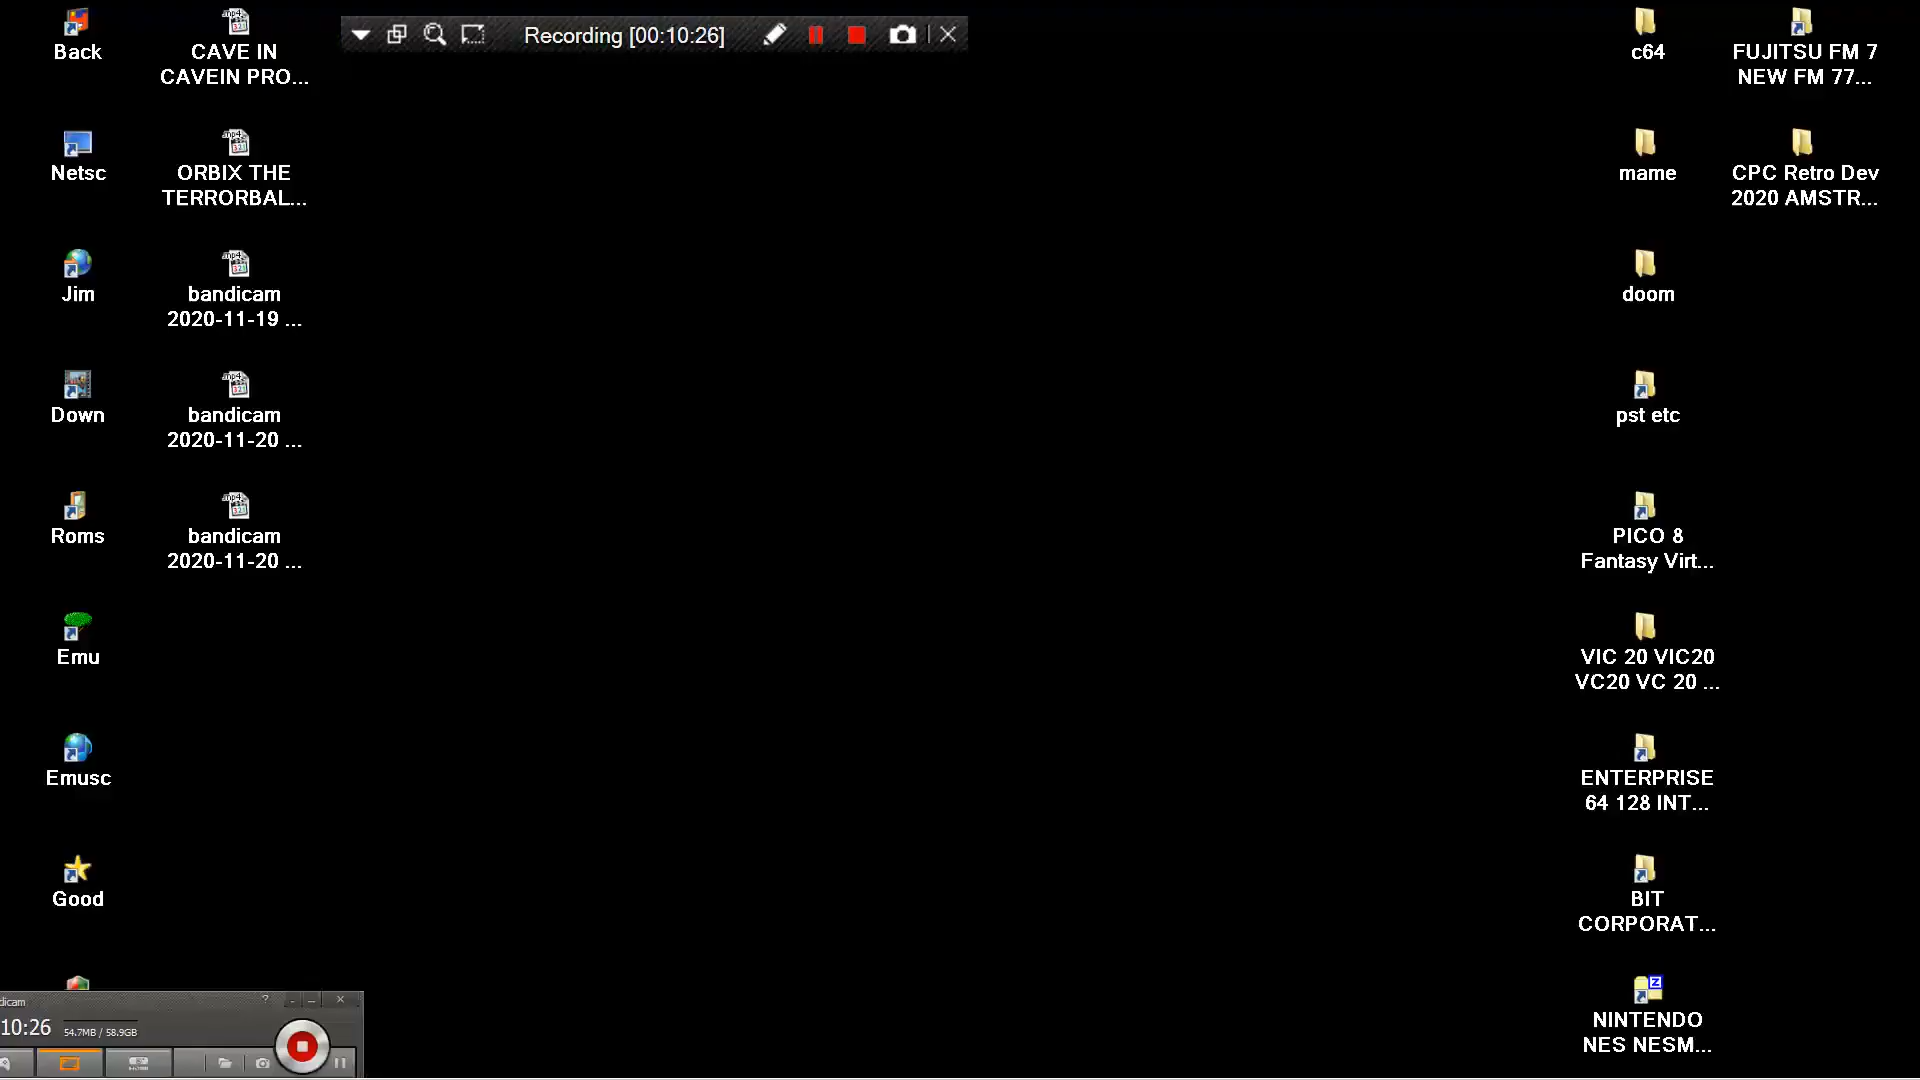 Recording [00:10:26]
Back
CAVE IN
CAVEIN PRO...
c64
FUJITSU FM 7
NEW FM 77...
Netsc
ORBIX THE
TERRORBAL...
mame
CPC Retro Dev
2020 AMSTR...
Jim
bandicam
2020-11-19 ...
doom
Down
bandicam
2020-11-20 ...
pst etc
Roms
bandicam
2020-11-20 ...
PICO 8
Fantasy Virt...
Emu
VIC 20 VIC20
VC20 VC 20 ...
Emusc
ENTERPRISE
64 128 INT...
Good
BIT
CORPORAT...
NINTENDO
NES NESM...
dicam
10:26
54.7MB / 58.9GB